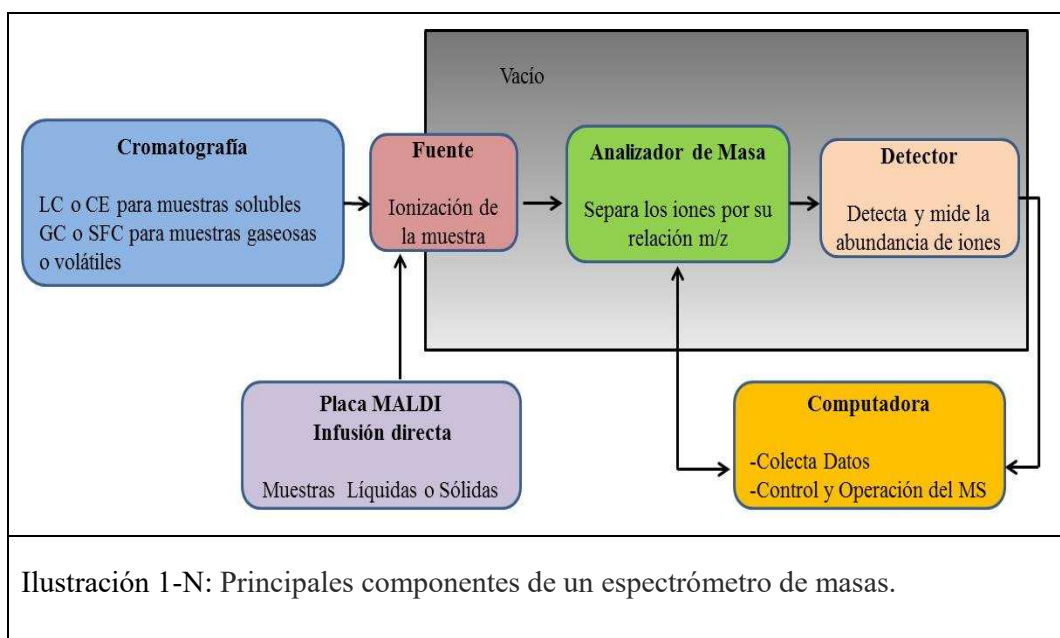 Vacío
Cromatografía
LC o CE para muestras solubles
GC o SFC para muestras gaseosas
o volátiles
Fuente
Ionización de
la muestra
Analizador de Masa
Separa los iones por su
relación m/z
Detector
Detecta y mide la
abundancia de iones
Placa MALDI
Infusión directa
Muestras Líquidas o Sólidas
Computadora
-Colecta Datos
-Control y Operación del MS
Ilustración 1-N: Principales componentes de un espectrómetro de masas.